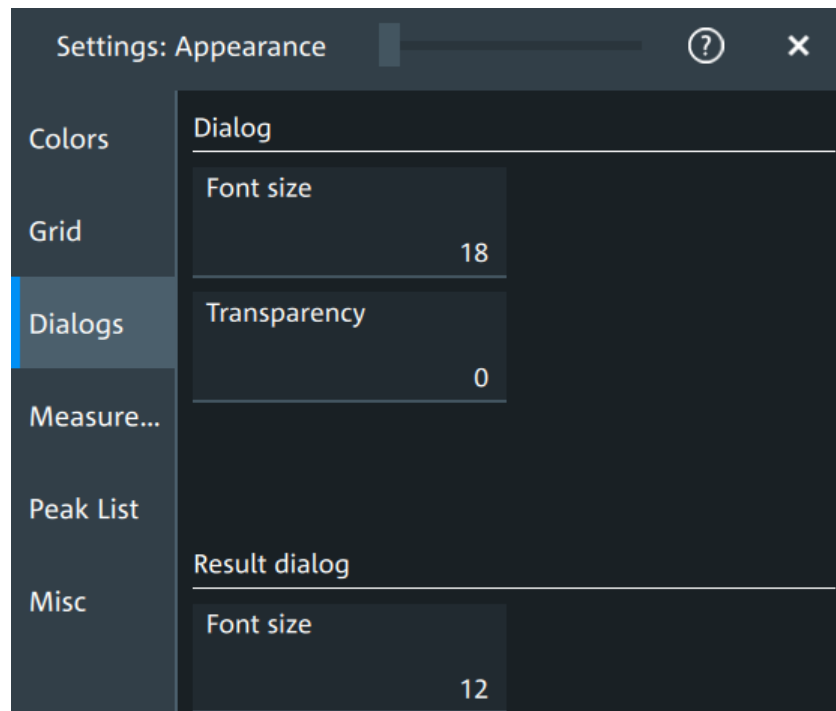 Settings: Appearance ?
Colors
Grid
Dialogs
Measure...
Peak List
Misc
Dialog
Font size
18
Transparency
0
Result dialog
Font size
12